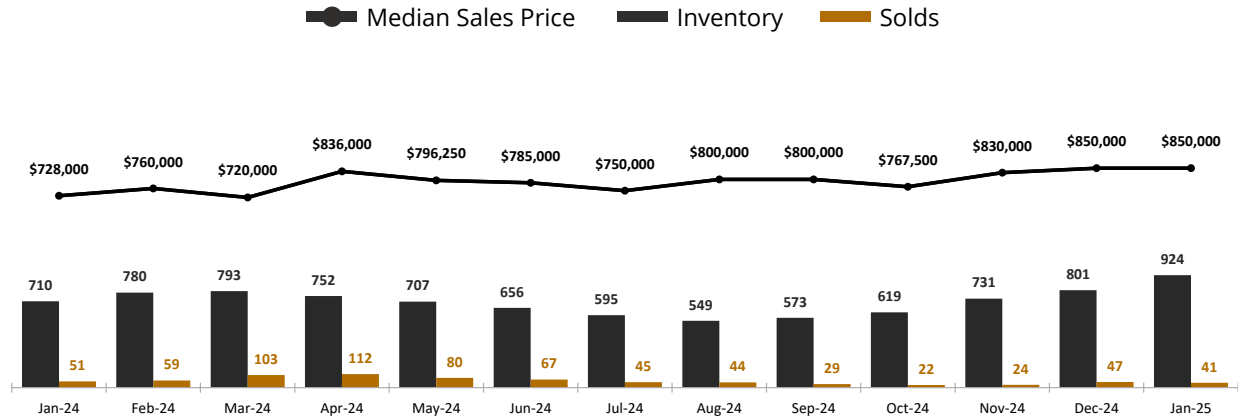 Median Sales Price Inventory Solds
$728,000 $760,000 $720,000 $836,000 $796,250 $785,000 $750,000 $800,000 $800,000 $767,500 $830,000 $850,000 $850,000
710 780 793 752 707 656 595 549 573 619 731 801 924
51 59 103 112 80 67 45 44 29 22 24 47 41
Jan-24 Feb-24 Mar-24 Apr-24 May-24 Jun-24 Jul-24 Aug-24 Sep-24 Oct-24 Nov-24 Dec-24 Jan-25